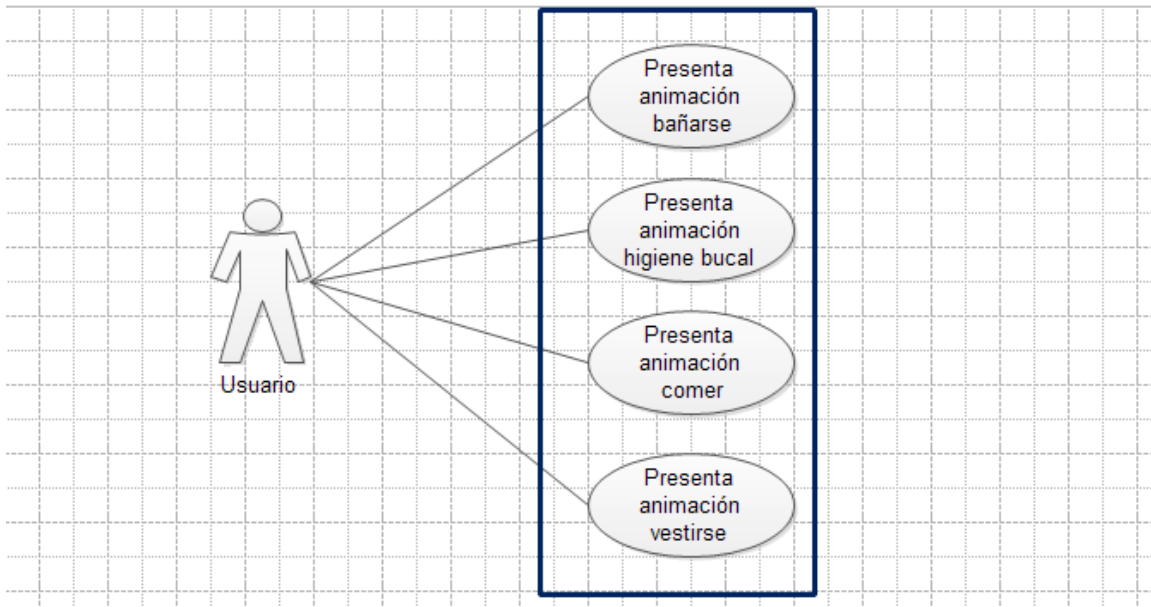 Presenta
animación
bañarse
Presenta
animación
higiene bucal
Presenta
animación
comer
Usuario
Presenta
animación
vestirse